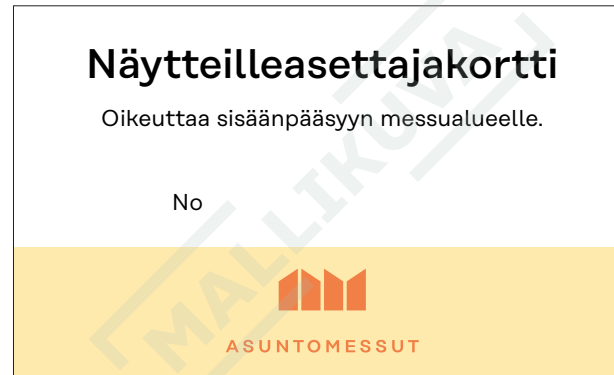 Näytteilleasettajakortti
Oikeuttaa sisäänpääsyyn messualueelle.
No
MALLIKUVA
ASUNTOMESSUT